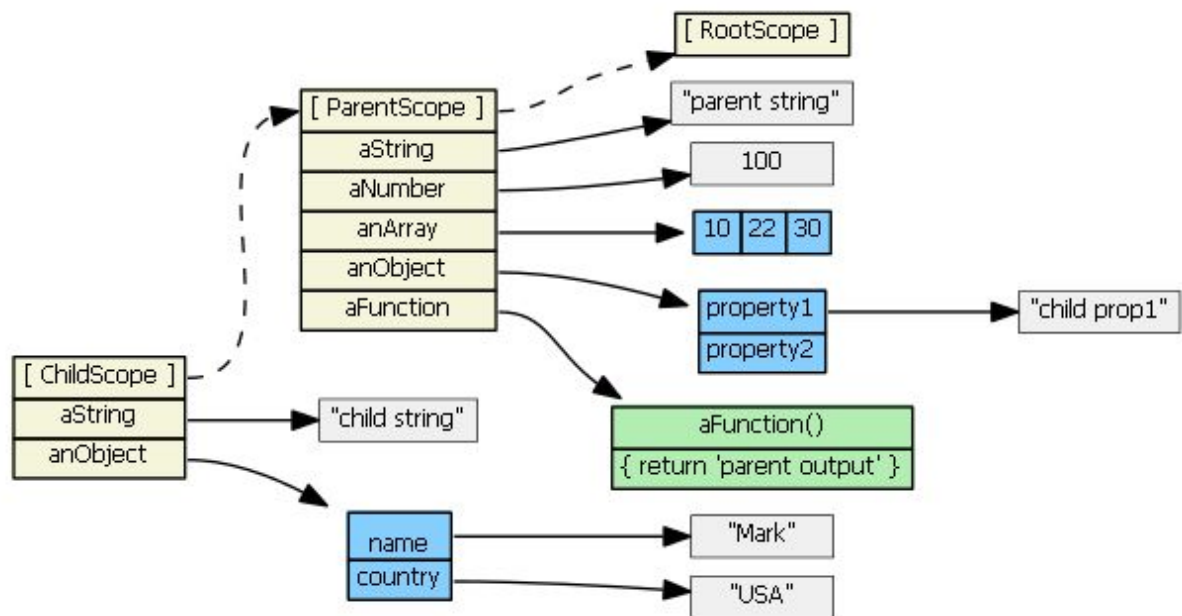 [ RootScope ]
[ ParentScope ]
"parent string"
aString
100
aNumber
anArray
10 22 30
anObject
aFunction
property1
"child prop1"
property2
[ ChildScope ]
aString
"child string"
anObject
aFunction()
{ return 'parent output' }
name
"Mark"
country
"USA"